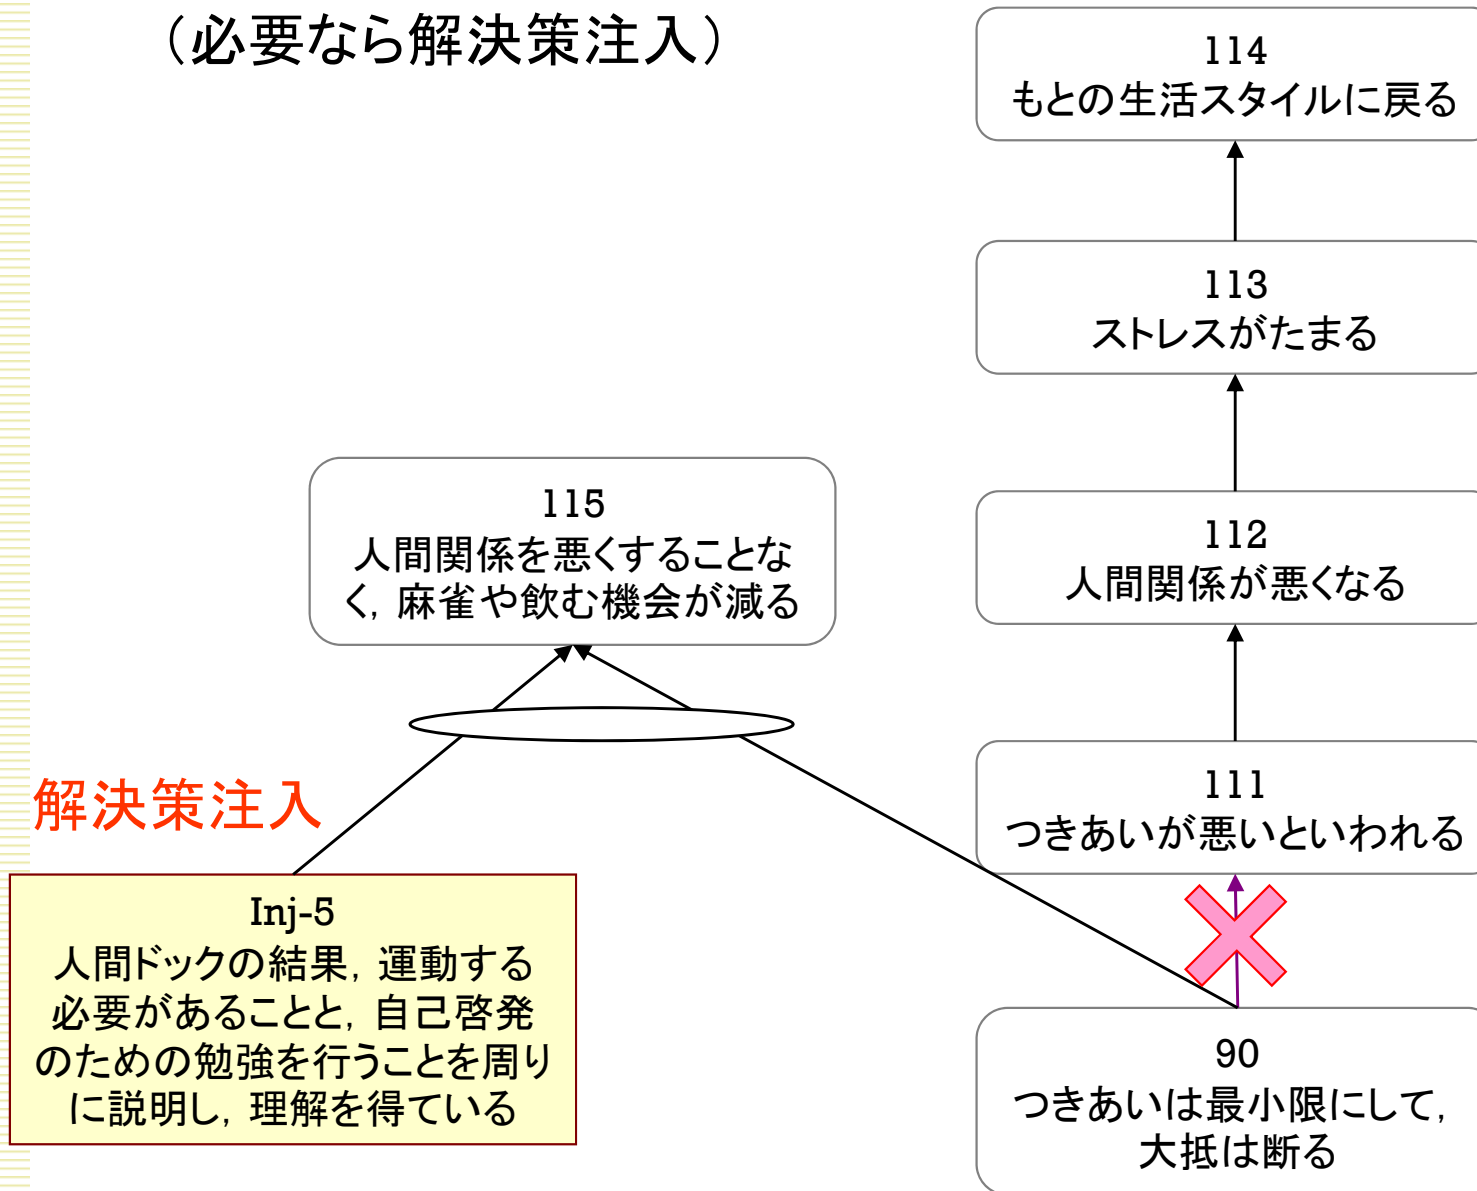 （必要なら解決策注入）
114
もとの生活スタイルに戻る
113
ストレスがたまる
115
人間関係を悪くすることな
く，麻雀や飲む機会が減る
112
人間関係が悪くなる
解決策注入
111
つきあいが悪いといわれる
Inj-5
人間ドックの結果，運動する
必要があることと，自己啓発
のための勉強を行うことを周り
に説明し，理解を得ている
90
つきあいは最小限にして，
大抵は断る